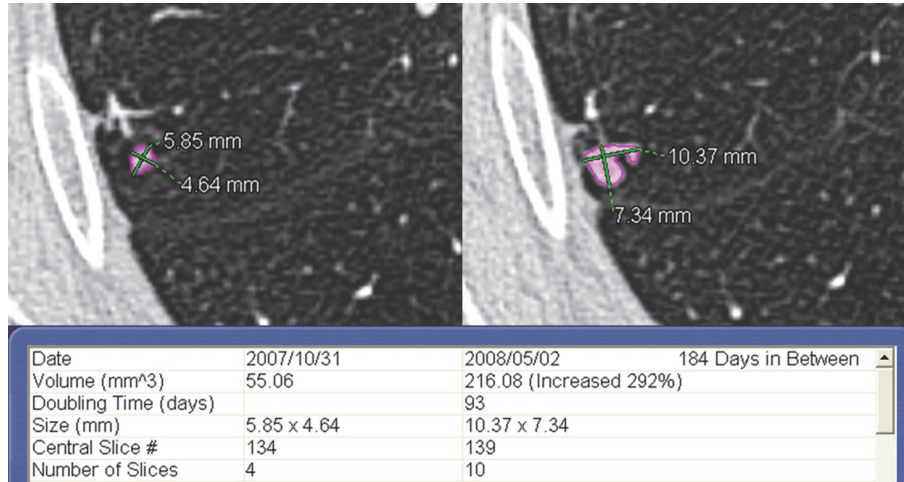 5.85 mm
4.64 mm
10.37 mm
7.34 mm
Date 2007/10/31 2008/05/02 184 Days in Between
Volume (mm^3) 55.06 216.08 (Increased 292%)
Doubling Time (days) 93
Size (mm) 5.85 x 4.64 10.37 x 7.34
Central Slice # 134 139
Number of Slices 4 10